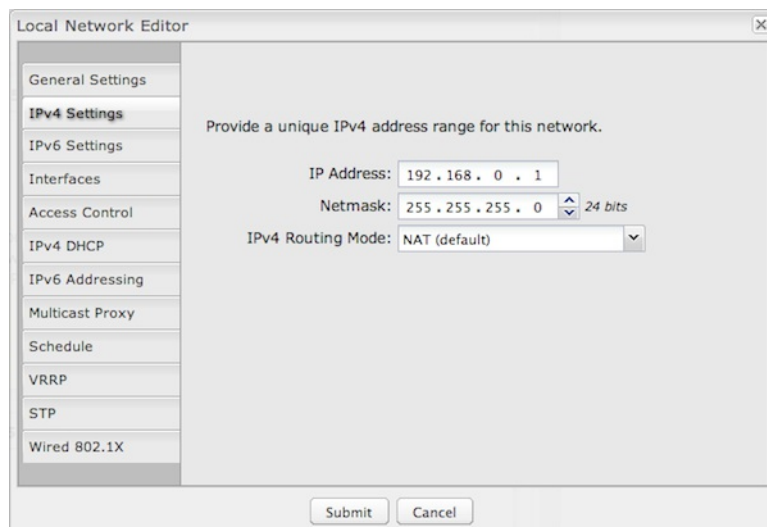 Local Network Editor
General Settings
IPv4 Settings
IPv6 Settings
Interfaces
Access Control
IPv4 DHCP
IPv6 Addressing
Multicast Proxy
Schedule
VRRP
STP
Wired 802.1X
Provide a unique IPv4 address range for this network.
IP Address: 192.168. 0 . 1
Netmask: 255.255.255. 0 24 bits
IPv4 Routing Mode: NAT (default)
Submit Cancel